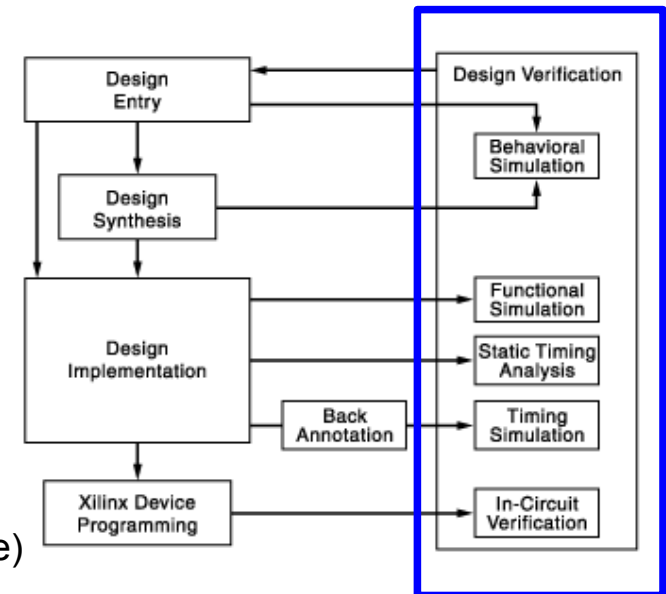 Design
Entry
Design Verification
Behavioral
Simulation
Design
Synthesis
Functional
Simulation
Design
Implementation
Static Timing
Analysis
Back
Annotation
Timing
Simulation
Xilinx Device
Programming
In-Circuit
Verification
e)